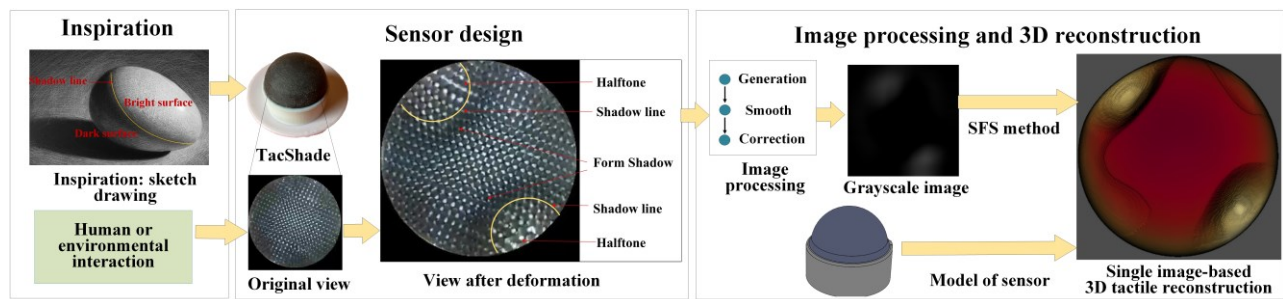 Inspiration
Shadow line
Bright surface
Dark surface
Inspiration: sketch
drawing
Human or
environmental
interaction
Sensor design
TacShade
Original view
Halftone
Shadow line
Form Shadow
Shadow line
Halftone
View after deformation
Image processing and 3D reconstruction
Generation
Smooth
Correction
Image
processing
Grayscale image
SFS method
Model of sensor
Single image-based
3D tactile reconstruction